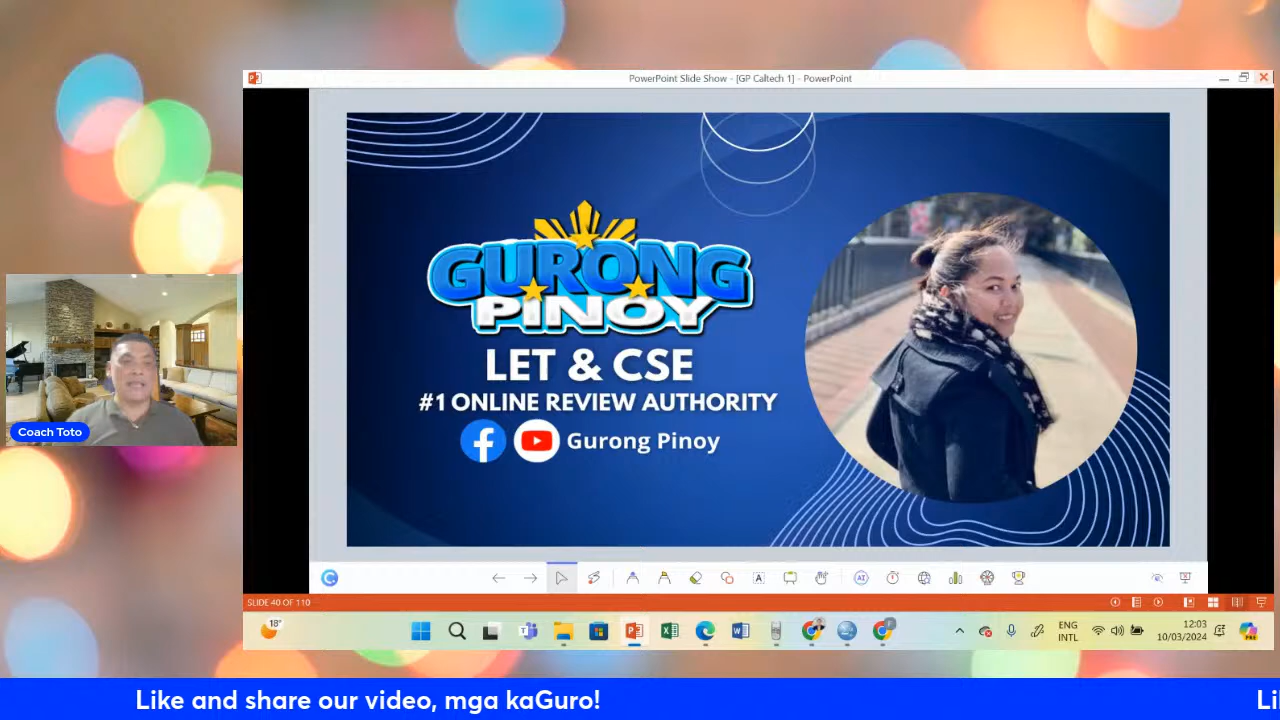 PowerPoint Slide Show - [GP Caltech 1] - PowerPoint
GURONG
PINOY
LET & CSE
#1 ONLINE REVIEW AUTHORITY
Gurong Pinoy
Coach Toto
A
AI
SLIDE 40 OF 110
18°
ENG
INTL
12:03
10/03/2024
Like and share our video, mga kaGuro!
Li